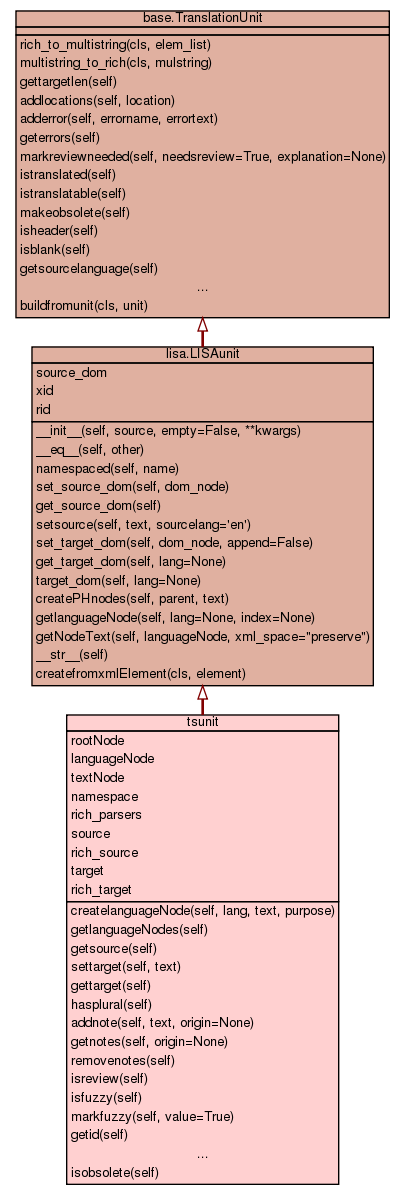 base.TranslationUnit
rich_to_multistring(cls, elem_list)
multistring_to_rich(cls, mulstring)
gettargetlen(self)
addlocations(self, location)
adderror(self, errorname, errortext)
geterrors(self)
markreviewneeded(self, needsreview=True, explanation=None)
istranslated(self)
istranslatable(self)
makeobsolete(self)
isheader(self)
isblank(self)
getsourcelanguage(self)
...
buildfromunit(cls, unit)
lisa.LISAunit
source_dom
xid
rid
__init__(self, source, empty=False, **kwargs)
__eq__(self, other)
namespaced(self, name)
set_source_dom(self, dom_node)
get_source_dom(self)
setsource(self, text, sourcelang='en')
set_target_dom(self, dom_node, append=False)
get_target_dom(self, lang=None)
target_dom(self, lang=None)
createPHnodes(self, parent, text)
getlanguageNode(self, lang=None, index=None)
getNodeText(self, languageNode, xml_space="preserve")
__str__(self)
createfromxmlElement(cls, element)
tsunit
rootNode
languageNode
textNode
namespace
rich_parsers
source
rich_source
target
rich_target
createlanguageNode(self, lang, text, purpose)
getlanguageNodes(self)
getsource(self)
settarget(self, text)
gettarget(self)
hasplural(self)
addnote(self, text, origin=None)
getnotes(self, origin=None)
removenotes(self)
isreview(self)
isfuzzy(self)
markfuzzy(self, value=True)
getid(self)
...
isobsolete(self)